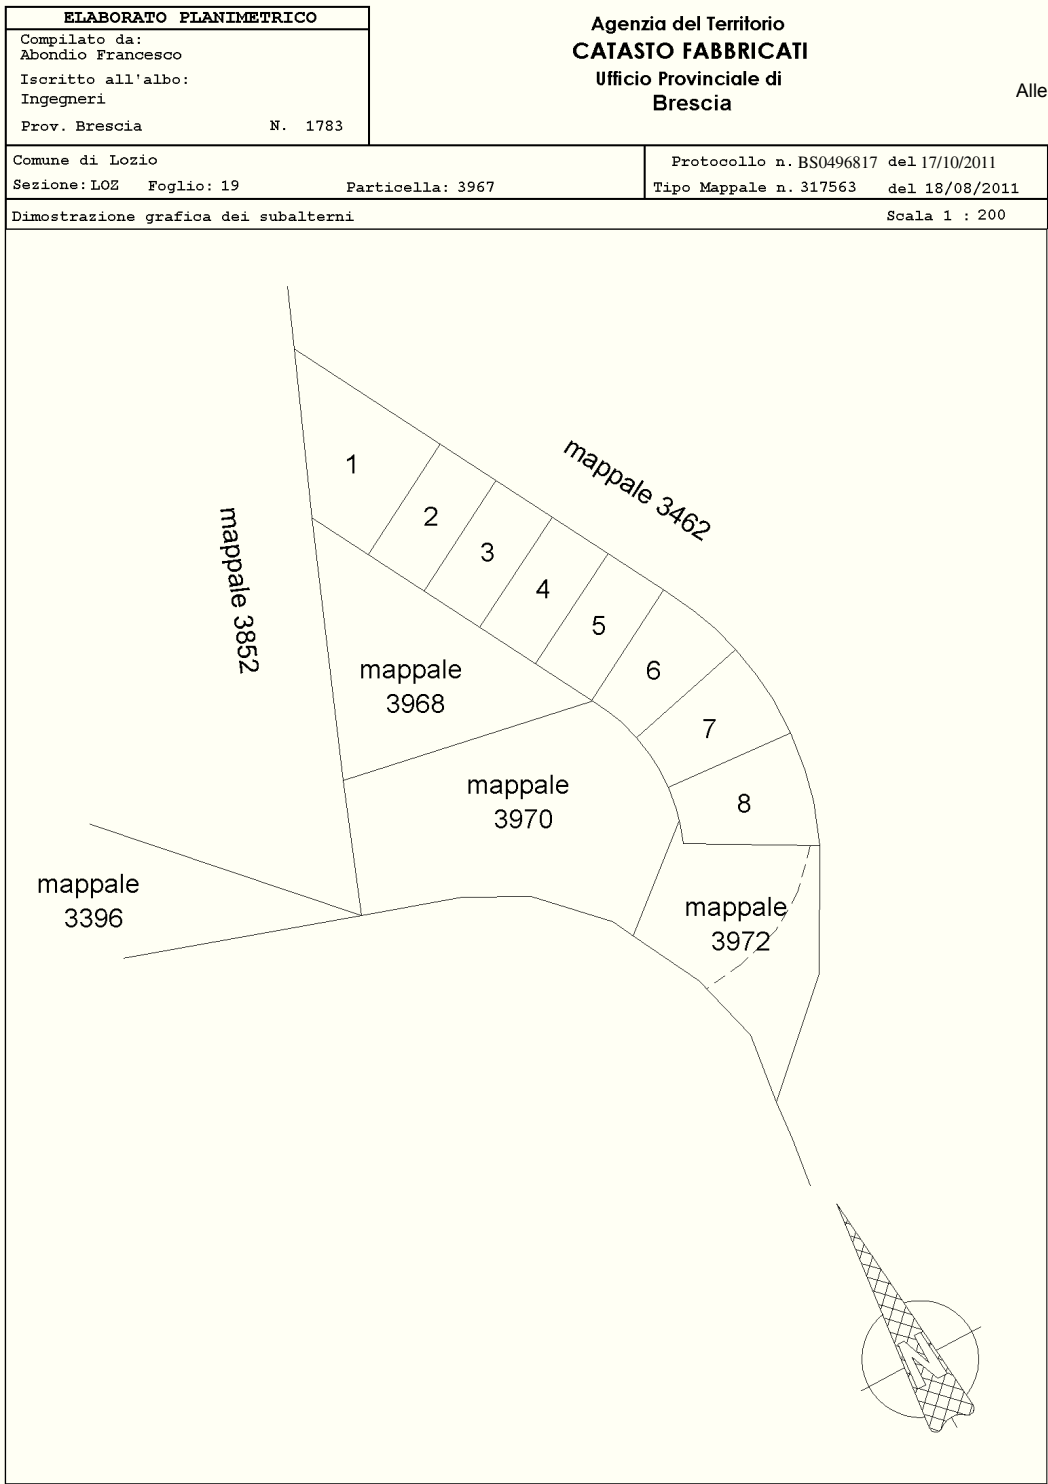 ELABORATO PLANIMETRICO
Compilato da:
Abondio Francesco
Iscritto all'albo:
Ingegneri
Prov. Brescia N. 1783
Agenzia del Territorio
CATASTO FABBRICATI
Ufficio Provinciale di
Brescia
Alle
Comune di Lozio
Sezione: LOZ Foglio: 19 Particella: 3967
Protocollo n. BS0496817 del 17/10/2011
Tipo Mappale n. 317563 del 18/08/2011
Dimostrazione grafica dei subalterni Scala 1 : 200
1
2
3
4
5
6
7
8
mappale 3462
mappale 3852
mappale
3968
mappale
3970
mappale
3396
mappale
3972
N